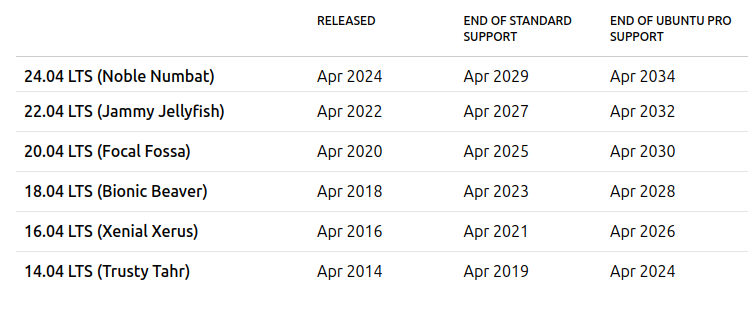 RELEASED END OF STANDARD SUPPORT END OF UBUNTU PRO SUPPORT
24.04 LTS (Noble Numbat) Apr 2024 Apr 2029 Apr 2034
22.04 LTS (Jammy Jellyfish) Apr 2022 Apr 2027 Apr 2032
20.04 LTS (Focal Fossa) Apr 2020 Apr 2025 Apr 2030
18.04 LTS (Bionic Beaver) Apr 2018 Apr 2023 Apr 2028
16.04 LTS (Xenial Xerus) Apr 2016 Apr 2021 Apr 2026
14.04 LTS (Trusty Tahr) Apr 2014 Apr 2019 Apr 2024